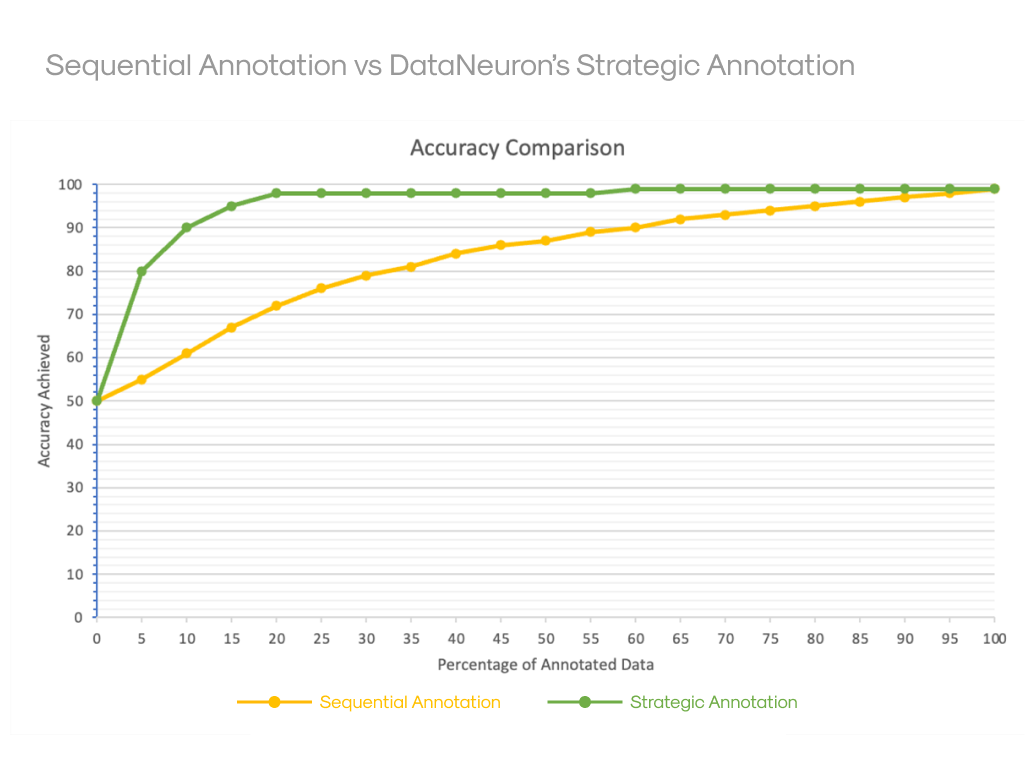 Sequential Annotation vs DataNeuron’s Strategic Annotation
Accuracy Comparison
100
90
80
70
60
50
40
30
20
10
0
Accuracy Achieved
0 5 10 15 20 25 30 35 40 45 50 55 60 65 70 75 80 85 90 95 100
Percentage of Annotated Data
Sequential Annotation Strategic Annotation